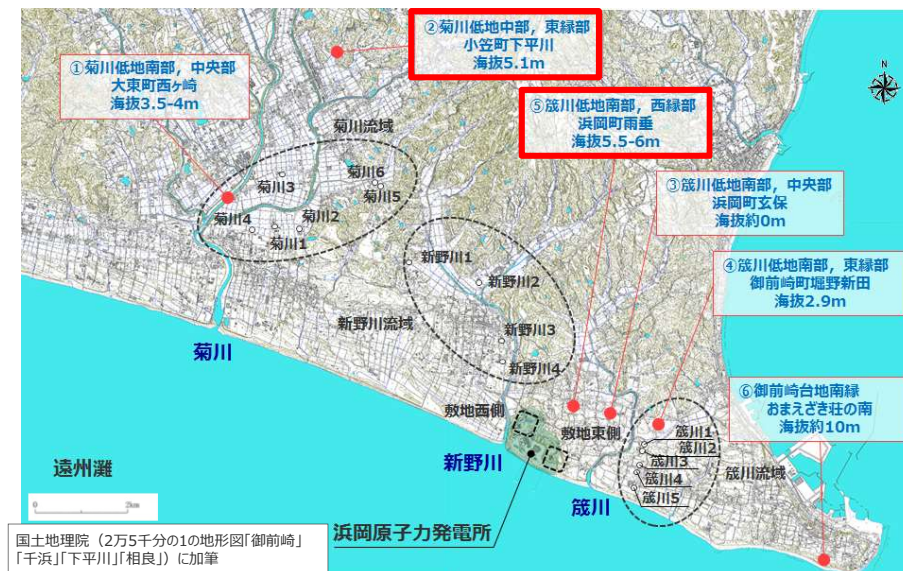 ①菊川低地南部，中央部
大東町西ヶ崎
海抜3.5-4m
②菊川低地中部，東縁部
小笠町下平川
海抜5.1m
⑤筬川低地南部，西縁部
浜岡町雨垂
海抜5.5-6m
③筬川低地南部，中央部
浜岡町玄保
海抜約0m
④筬川低地南部，東縁部
御前崎町堀野新田
海抜2.9m
⑥御前崎台地南縁
おまえざき荘の南
海抜約10m
N
菊川流域
菊川6
菊川3
菊川5
菊川4
菊川2
菊川1
新野川1
新野川2
新野川流域
新野川3
新野川4
菊川
敷地西側
敷地東側
新野川
筬川
筬川1
筬川2
筬川3
筬川4
筬川5
筬川流域
遠州灘
浜岡原子力発電所
0 2km
国土地理院（2万5千分の1の地形図「御前崎」
「千浜」「下平川」「相良」）に加筆